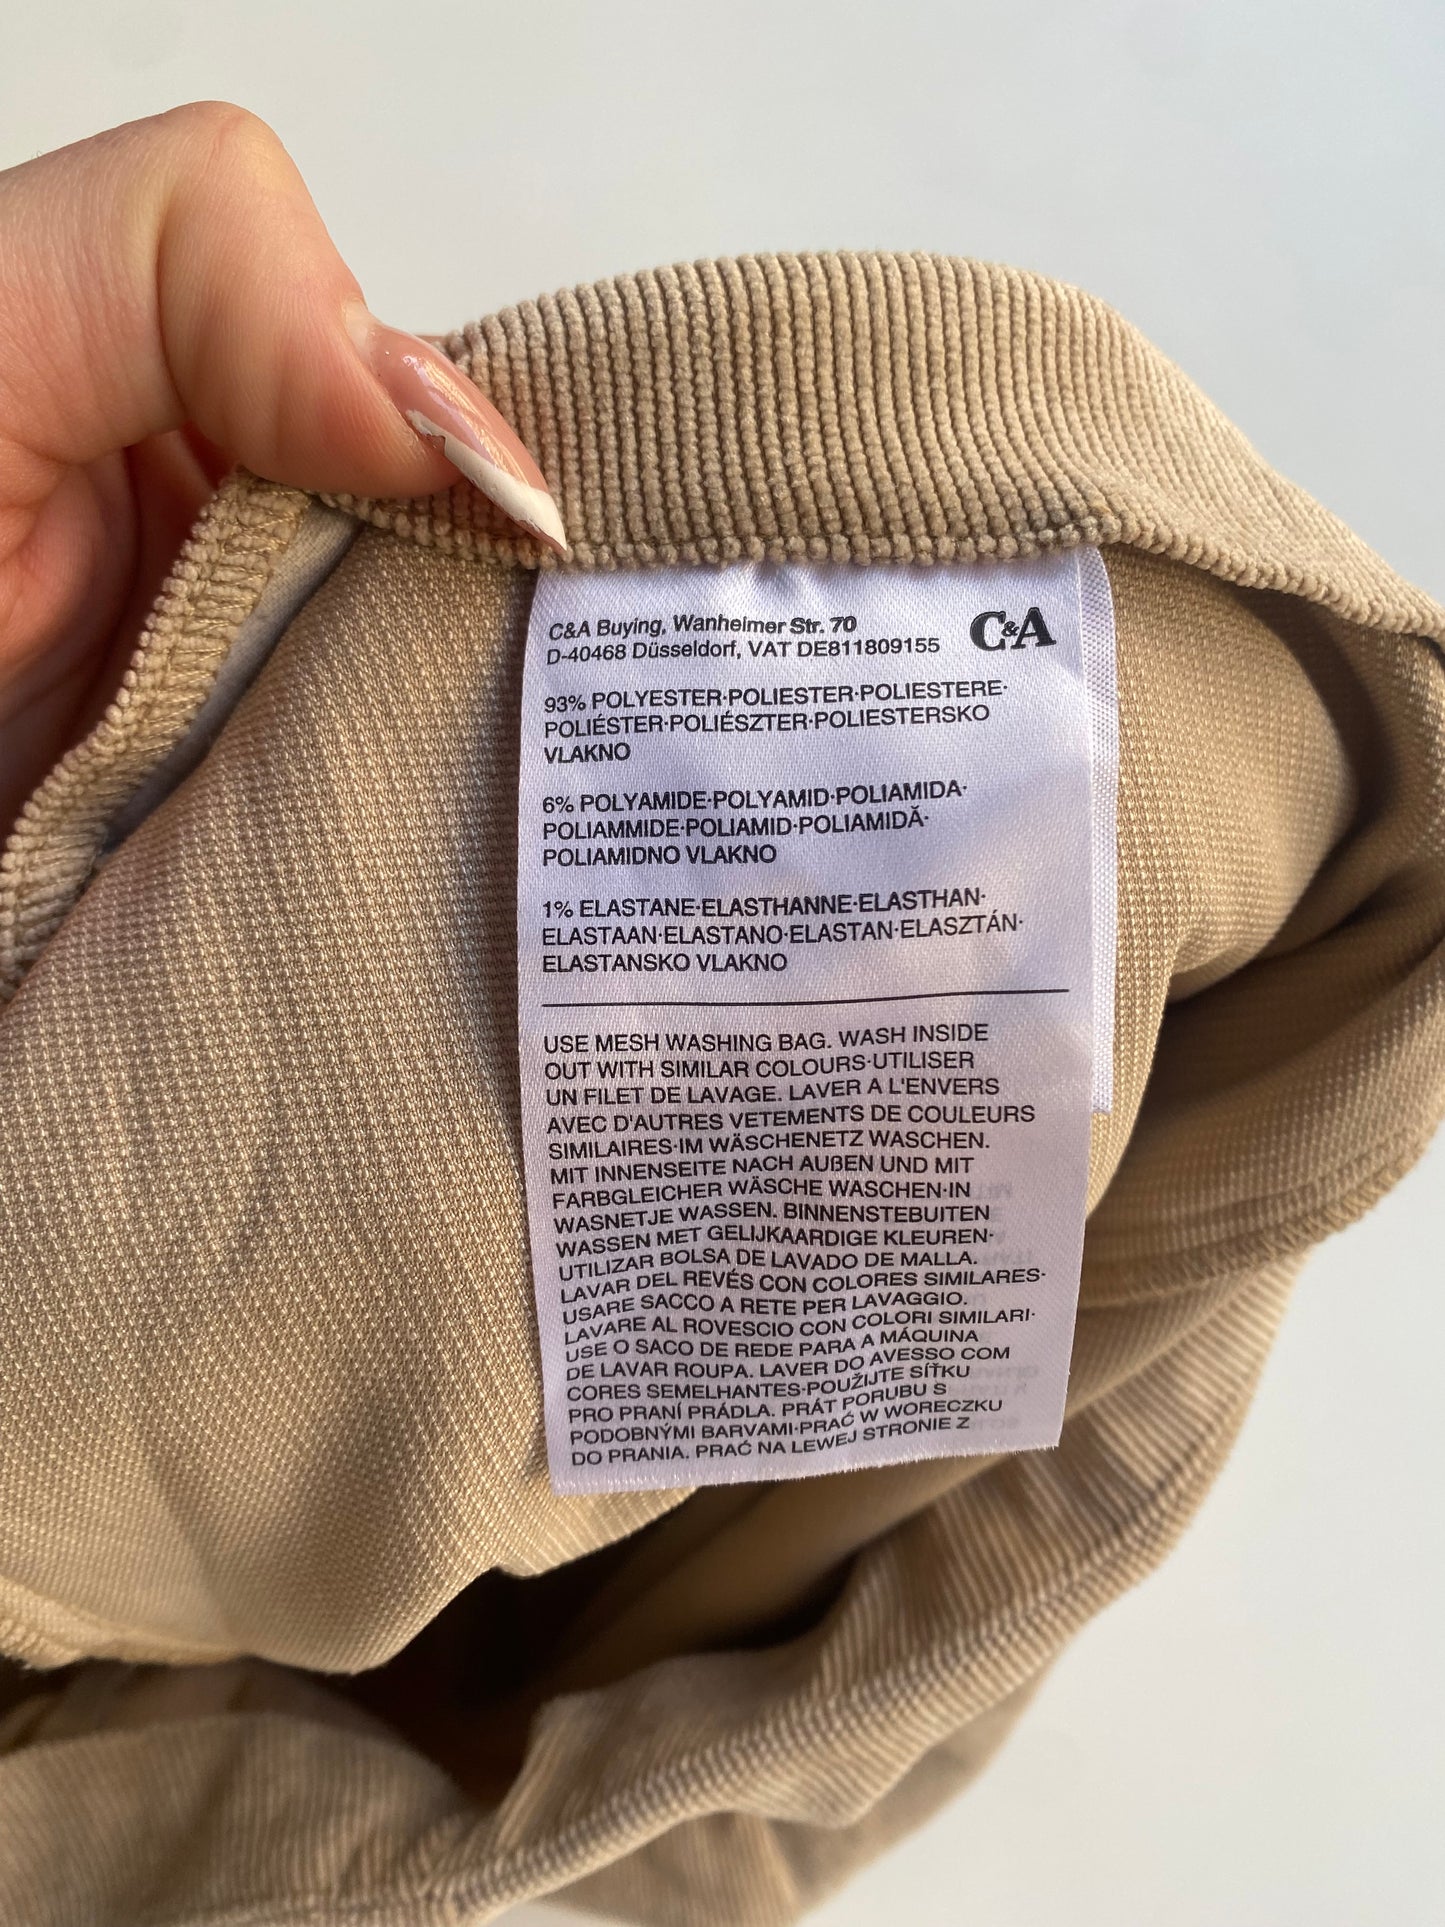 C&A Buying, Wanheimer Str. 70
D-40468 Düsseldorf, VAT DE811809155
C&A
93% POLYESTER·POLIESTER·POLIESTERE·
POLIÉSTER·POLIÉSZTER·POLIESTERSKO
VLAKNO
6% POLYAMIDE·POLYAMID·POLIAMIDA·
POLIAMMIDE·POLIAMID·POLIAMIDĂ·
POLIAMIDNO VLAKNO
1% ELASTANE·ELASTHANNE·ELASTHAN·
ELASTAAN·ELASTANO·ELASTAN·ELASZTÁN·
ELASTANSKO VLAKNO
USE MESH WASHING BAG. WASH INSIDE
OUT WITH SIMILAR COLOURS·UTILISER
UN FILET DE LAVAGE. LAVER A L'ENVERS
AVEC D'AUTRES VETEMENTS DE COULEURS
SIMILAIRES·IM WÄSCHENETZ WASCHEN.
MIT INNENSEITE NACH AUßEN UND MIT
FARBGLEICHER WÄSCHE WASCHEN·IN
WASNETJE WASSEN. BINNENSTEBUITEN
WASSEN MET GELIJKAARDIGE KLEUREN·
UTILIZAR BOLSA DE LAVADO DE MALLA.
LAVAR DEL REVÉS CON COLORES SIMILARES·
USARE SACCO A RETE PER LAVAGGIO.
LAVARE AL ROVESCIO CON COLORI SIMILARI·
USE O SACO DE REDE PARA A MÁQUINA
DE LAVAR ROUPA. LAVER DO AVESSO COM
CORES SEMELHANTES·POUŽIJTE SÍŤKU
PRO PRANÍ PRÁDLA. PRÁT PORUBU S
PODOBNÝMI BARVAMI·PRAĆ W WORECZKU
DO PRANIA. PRAĆ NA LEWEJ STRONIE Z